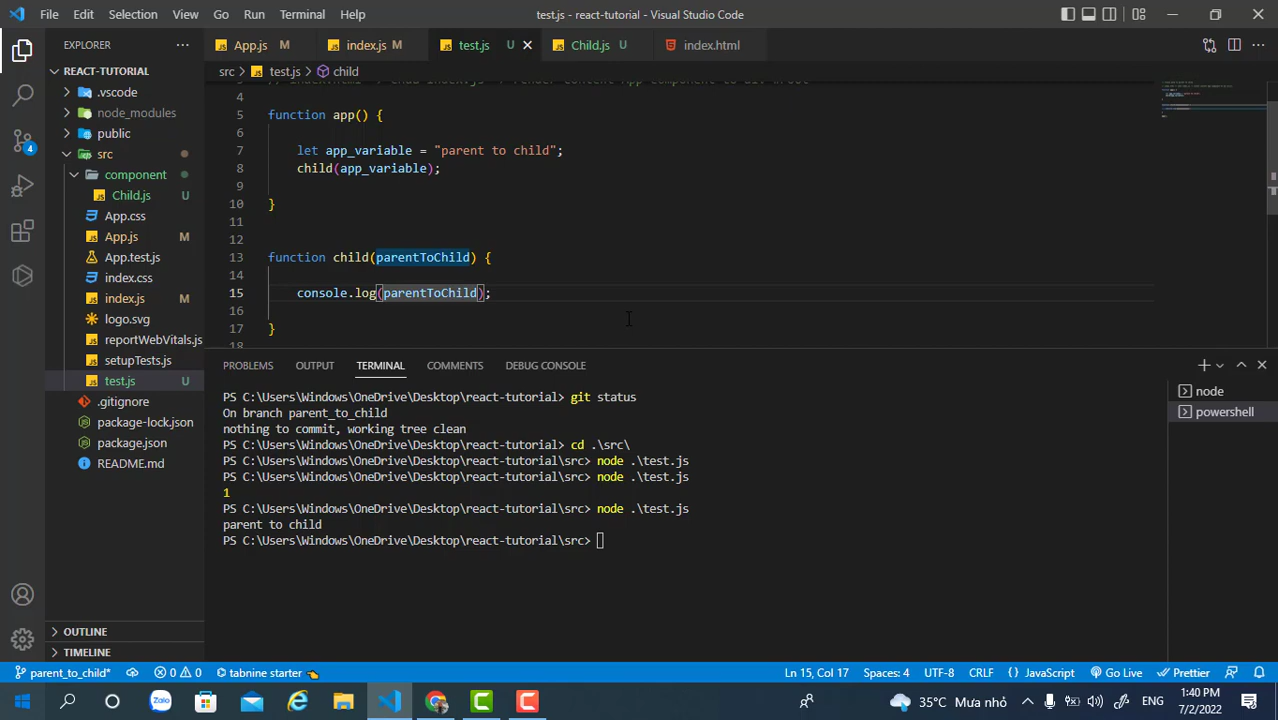 File Edit Selection View Go Run Terminal Help
test.js - react-tutorial - Visual Studio Code
EXPLORER
REACT-TUTORIAL
.vscode
node_modules
public
src
component
Child.js U
App.css
App.js M
App.test.js
index.css
index.js M
logo.svg
reportWebVitals.js
setupTests.js
test.js U
.gitignore
package-lock.json
package.json
README.md
OUTLINE
TIMELINE
4
App.js M index.js M test.js U Child.js U index.html
src > test.js > child
4
5 function app() {
6
7 let app_variable = "parent to child";
8 child(app_variable);
9
10 }
11
12
13 function child(parentToChild) {
14
15 console.log(parentToChild);
16
17 }
18
PROBLEMS OUTPUT TERMINAL COMMENTS DEBUG CONSOLE
PS C:\Users\Windows\OneDrive\Desktop\react-tutorial> git status
On branch parent_to_child
nothing to commit, working tree clean
PS C:\Users\Windows\OneDrive\Desktop\react-tutorial> cd .\src\
PS C:\Users\Windows\OneDrive\Desktop\react-tutorial\src> node .\test.js
PS C:\Users\Windows\OneDrive\Desktop\react-tutorial\src> node .\test.js
1
PS C:\Users\Windows\OneDrive\Desktop\react-tutorial\src> node .\test.js
parent to child
PS C:\Users\Windows\OneDrive\Desktop\react-tutorial\src>
node
powershell
parent_to_child* 0 0 tabnine starter Ln 15, Col 17 Spaces: 4 UTF-8 CRLF { } JavaScript Go Live Prettier
Zalo 35°C Mưa nhỏ ENG 1:40 PM
7/2/2022